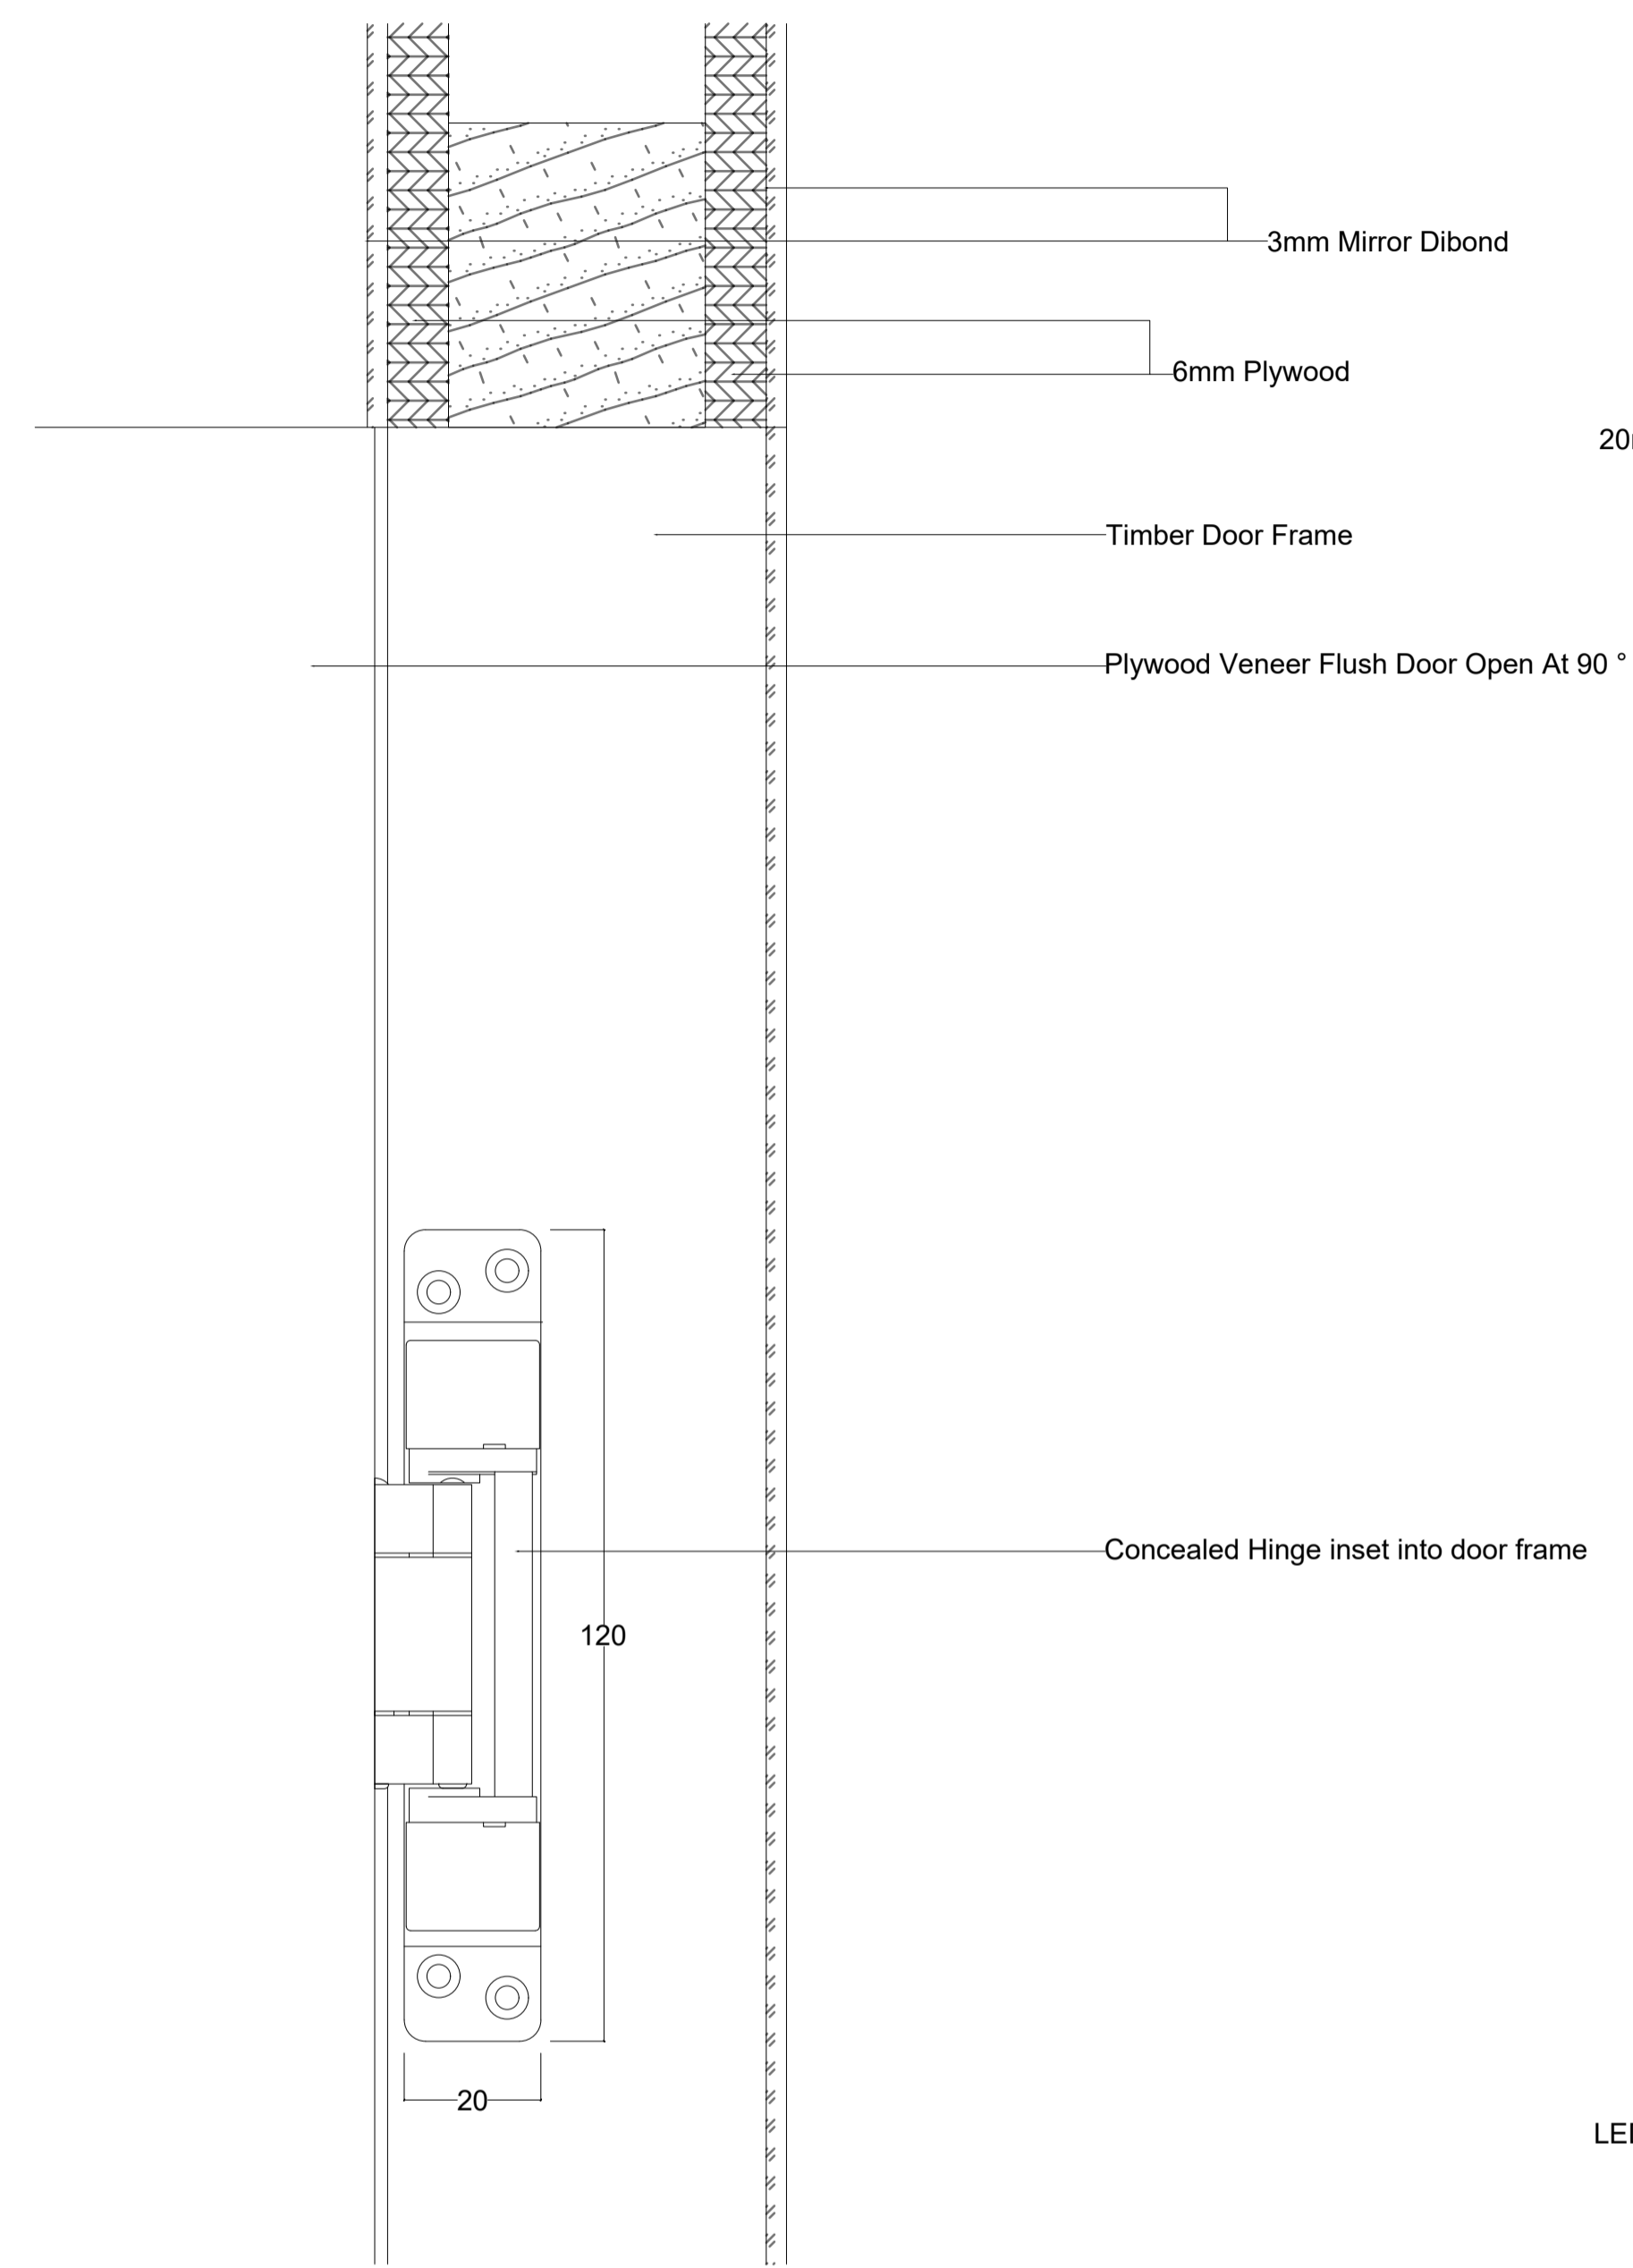 3mm Mirror Dibond
6mm Plywood
Timber Door Frame
Plywood Veneer Flush Door Open At 90 °
Concealed Hinge inset into door frame
120
20